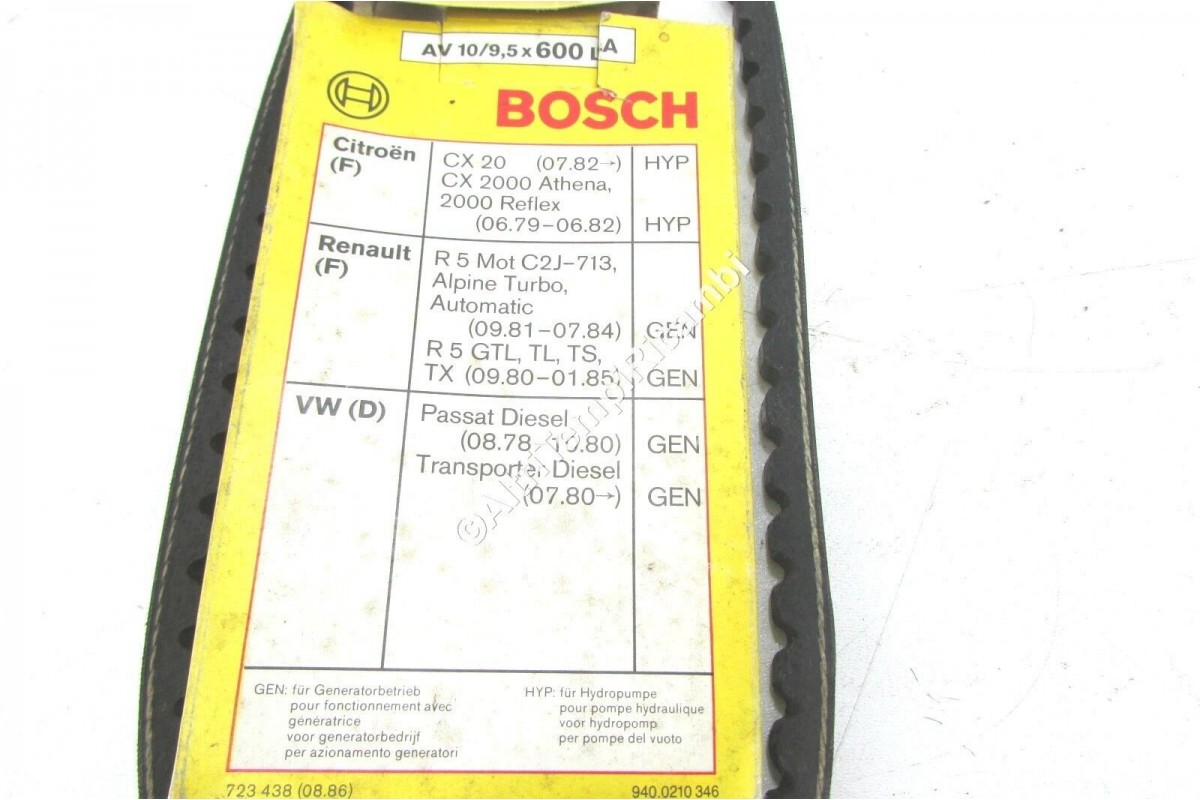 AV 10/9,5 x 600 LA
BOSCH
Citroën (F)
CX 20 (07.82→) HYP
CX 2000 Athena,
2000 Reflex
(06.79–06.82) HYP
Renault (F)
R 5 Mot C2J–713,
Alpine Turbo,
Automatic
(09.81–07.84) GEN
R 5 GTL, TL, TS,
TX (09.80–01.85) GEN
VW (D)
Passat Diesel
(08.78 .80) GEN
Transporter Diesel
(07.80→) GEN
GEN: für Generatorbetrieb
pour fonctionnement avec
génératrice
voor generatorbedrijf
per azionamento generatori
HYP: für Hydropumpe
pour pompe hydraulique
voor hydropomp
per pompe del vuoto
723 438 (08.86)
940.0210 346